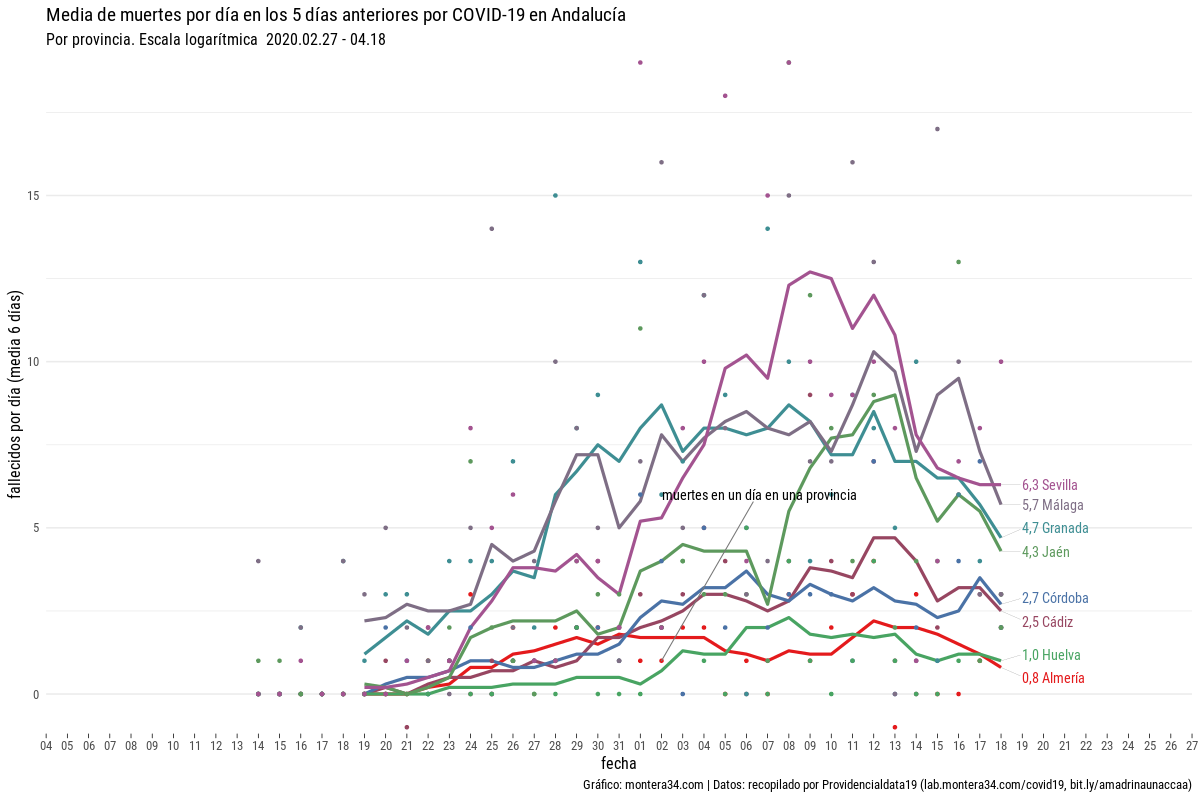 Media de muertes por día en los 5 días anteriores por COVID-19 en Andalucía
Por provincia. Escala logarítmica 2020.02.27 - 04.18
fallecidos por día (media 6 días)
15
10
5
0
muertes en un día en una provincia
6,3 Sevilla
5,7 Málaga
4,7 Granada
4,3 Jaén
2,7 Córdoba
2,5 Cádiz
1,0 Huelva
0,8 Almería
04 05 06 07 08 09 10 11 12 13 14 15 16 17 18 19 20 21 22 23 24 25 26 27 28 29 30 31 01 02 03 04 05 06 07 08 09 10 11 12 13 14 15 16 17 18 19 20 21 22 23 24 25 26 27
fecha
Gráfico: montera34.com | Datos: recopilado por Providencialdata19 (lab.montera34.com/covid19, bit.ly/amadrinaunaccaa)